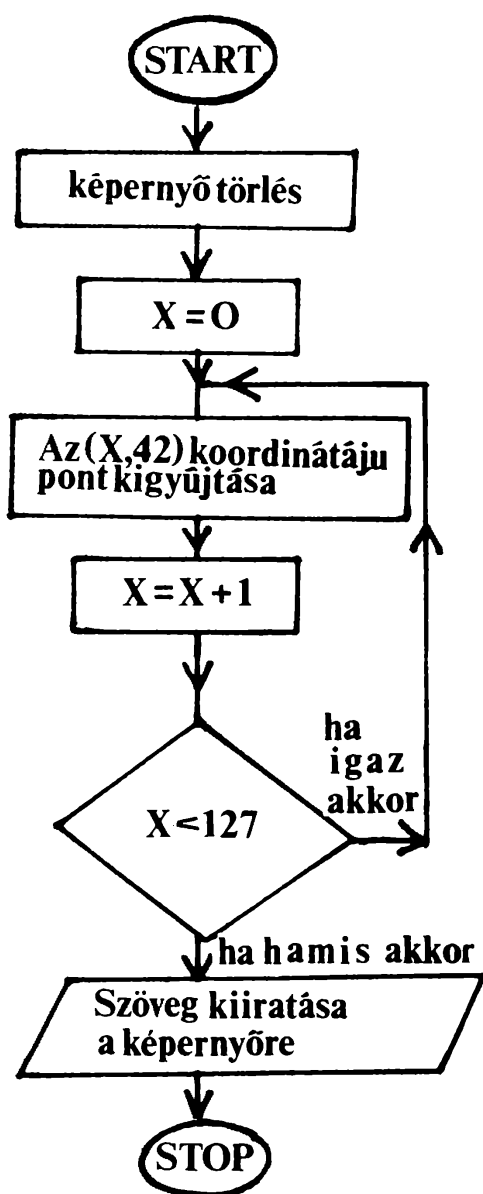 START
képernyő törlés
X = O
Az (X,42) koordinátáju
pont kigyűjtása
X = X + 1
ha
igaz
akkor
X < 127
ha hamis akkor
Szöveg kiiratása
a képernyőre
STOP